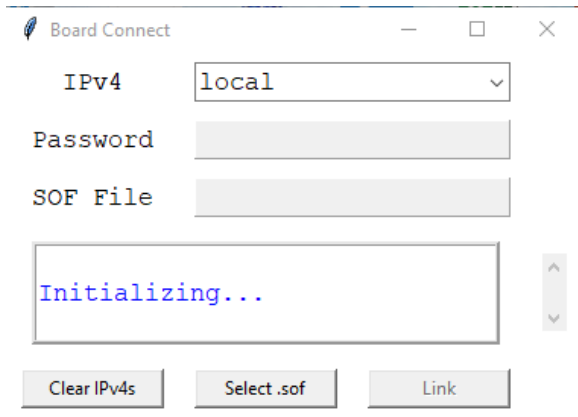 Board Connect
IPv4 local
Password
SOF File
Initializing...
Clear IPv4s Select .sof Link